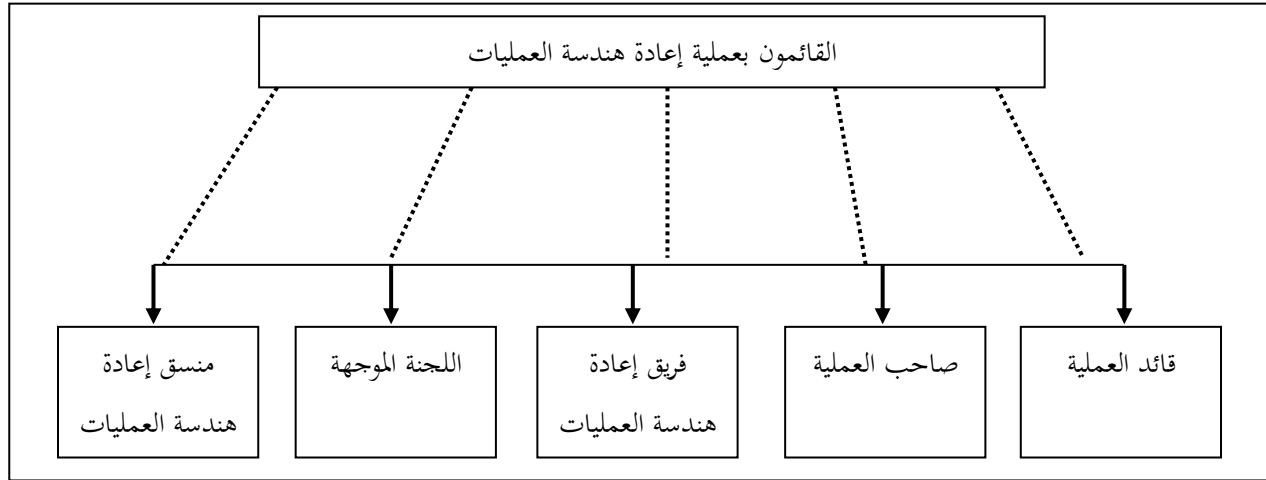 القائمون بعملية إعادة هندسة العمليات
قائد العملية
صاحب العملية
فريق إعادة
هندسة العمليات
اللجنة الموجهة
منسق إعادة
هندسة العمليات